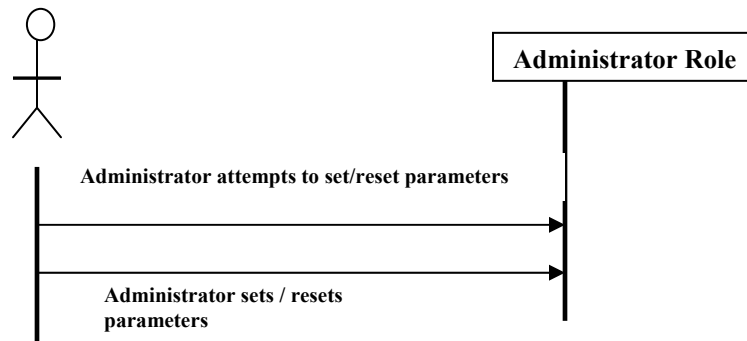 Administrator Role
Administrator attempts to set/reset parameters
Administrator sets / resets
parameters